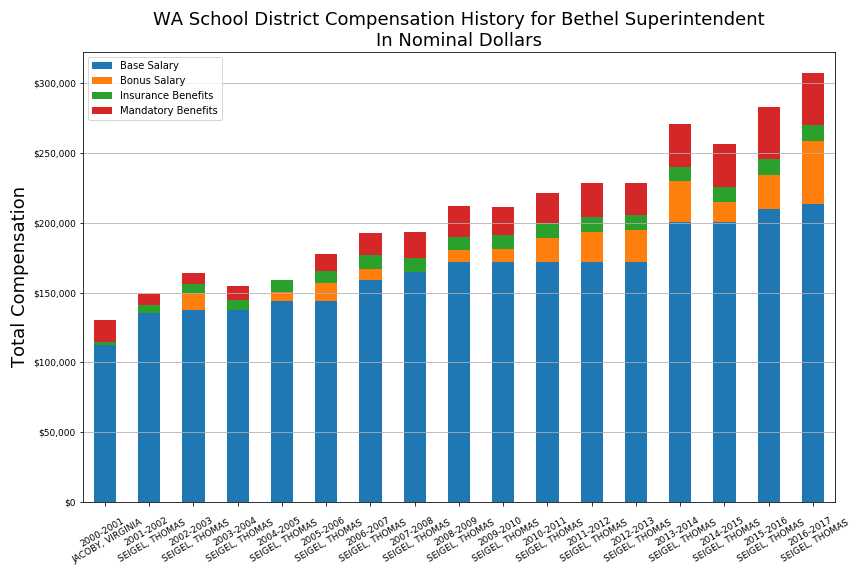 WA School District Compensation History for Bethel Superintendent
In Nominal Dollars
Base Salary
Bonus Salary
Insurance Benefits
Mandatory Benefits
Total Compensation
$300,000
$250,000
$200,000
$150,000
$100,000
$50,000
$0
2000-2001
JACOBY, VIRGINIA
2001-2002
SEIGEL, THOMAS
2002-2003
SEIGEL, THOMAS
2003-2004
SEIGEL, THOMAS
2004-2005
SEIGEL, THOMAS
2005-2006
SEIGEL, THOMAS
2006-2007
SEIGEL, THOMAS
2007-2008
SEIGEL, THOMAS
2008-2009
SEIGEL, THOMAS
2009-2010
SEIGEL, THOMAS
2010-2011
SEIGEL, THOMAS
2011-2012
SEIGEL, THOMAS
2012-2013
SEIGEL, THOMAS
2013-2014
SEIGEL, THOMAS
2014-2015
SEIGEL, THOMAS
2015-2016
SEIGEL, THOMAS
2016-2017
SEIGEL, THOMAS